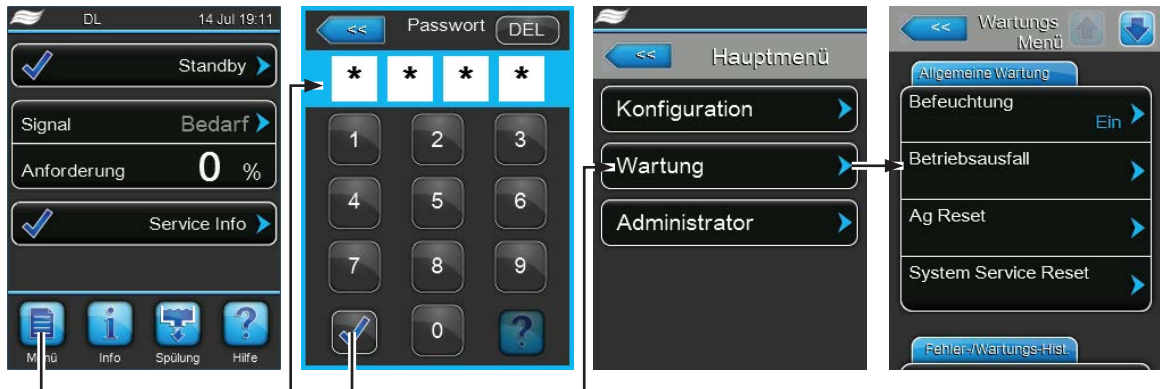 DL 14 Jul 19:11
Standby
Signal Bedarf
Anforderung 0 %
Service Info
Menü Info Spülung Hilfe
<< Passwort DEL
* * * *
1 2 3
4 5 6
7 8 9
0 ?
<< Hauptmenü
Konfiguration
Wartung
Administrator
<< Wartungs
Menü
Allgemeine Wartung
Befeuchtung
Ein
Betriebsausfall
Ag Reset
System Service Reset
Fehler-/Wartungs-Hist.